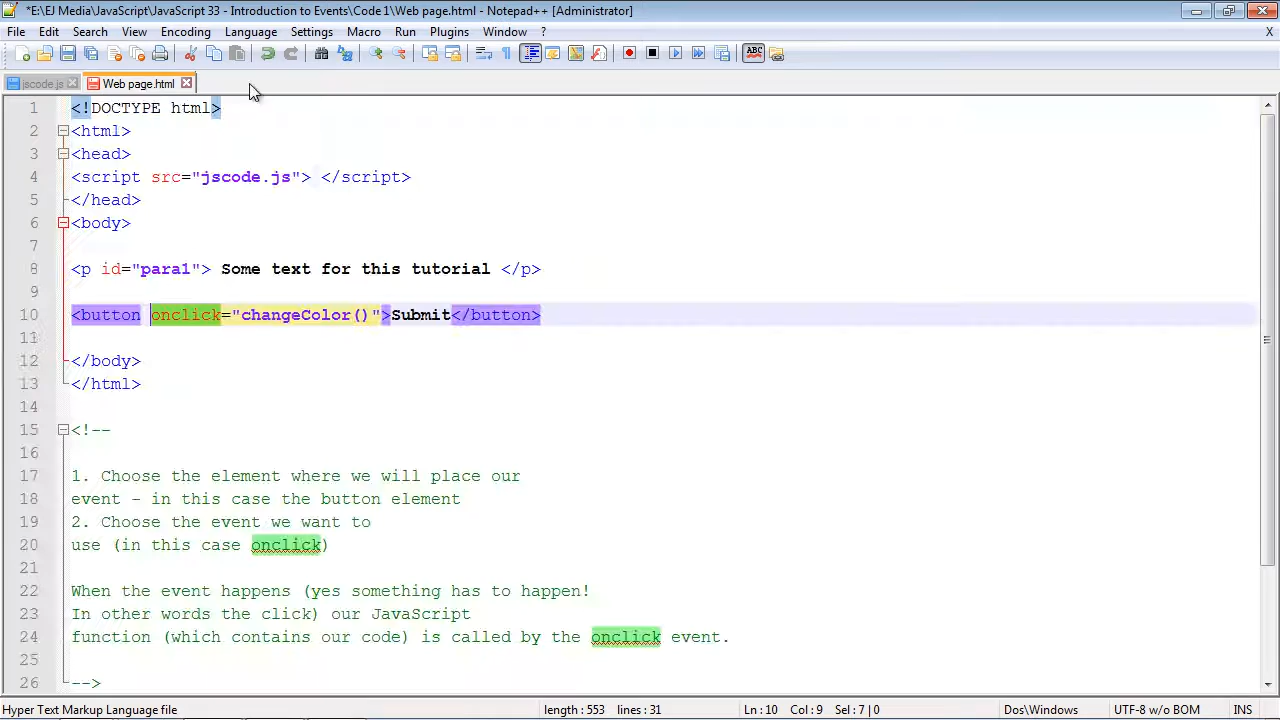 *E:\EJ Media\JavaScript\JavaScript 33 - Introduction to Events\Code 1\Web page.html - Notepad++ [Administrator]
File Edit Search View Encoding Language Settings Macro Run Plugins Window ? X
ABC
jscode.js Web page.html
1 <!DOCTYPE html>
2 <html>
3 <head>
4 <script src="jscode.js"> </script>
5 </head>
6 <body>
7
8 <p id="para1"> Some text for this tutorial </p>
9
10 <button onclick="changeColor()">Submit</button>
11
12 </body>
13 </html>
14
15 <!--
16
17 1. Choose the element where we will place our
18 event - in this case the button element
19 2. Choose the event we want to
20 use (in this case onclick)
21
22 When the event happens (yes something has to happen!
23 In other words the click) our JavaScript
24 function (which contains our code) is called by the onclick event.
25
26 -->
Hyper Text Markup Language file length : 553 lines : 31 Ln : 10 Col : 9 Sel : 7 | 0 Dos\Windows UTF-8 w/o BOM INS